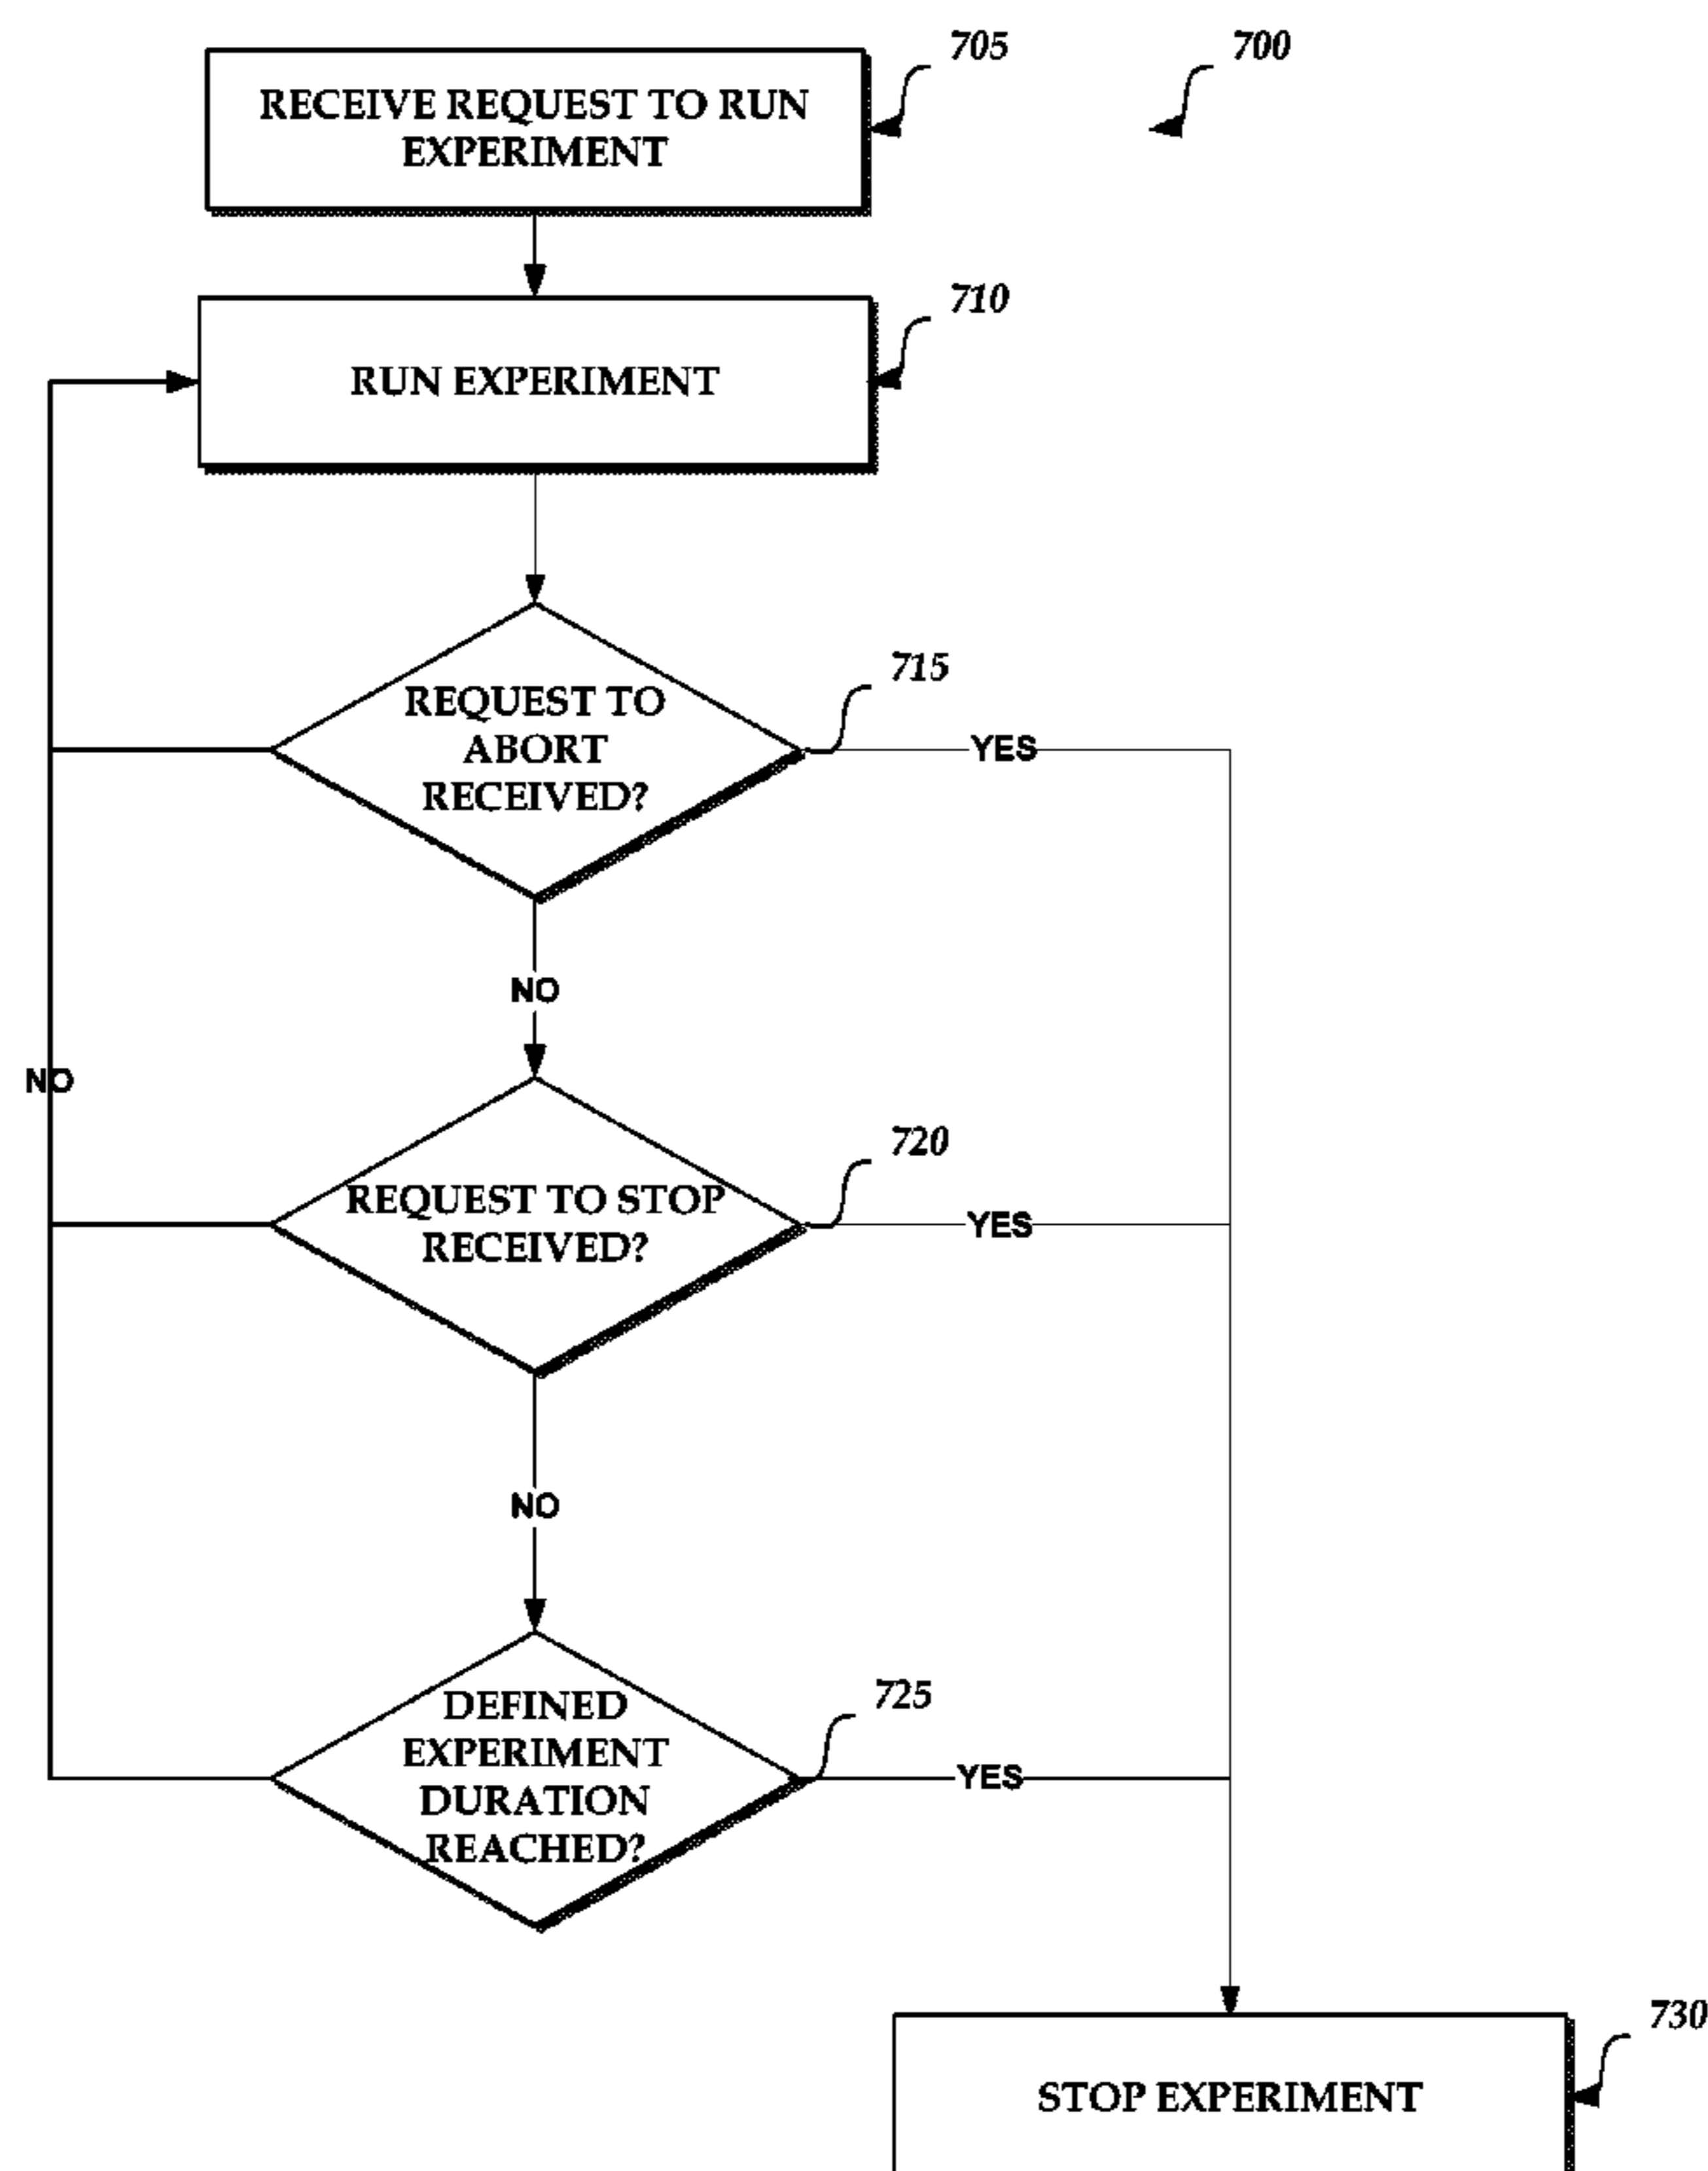 705
700
RECEIVE REQUEST TO RUN
EXPERIMENT
710
RUN EXPERIMENT
715
REQUEST TO
ABORT
RECEIVED?
YES
NO
NO
720
REQUEST TO STOP
RECEIVED?
YES
NO
725
DEFINED
EXPERIMENT
DURATION
REACHED?
YES
730
STOP EXPERIMENT